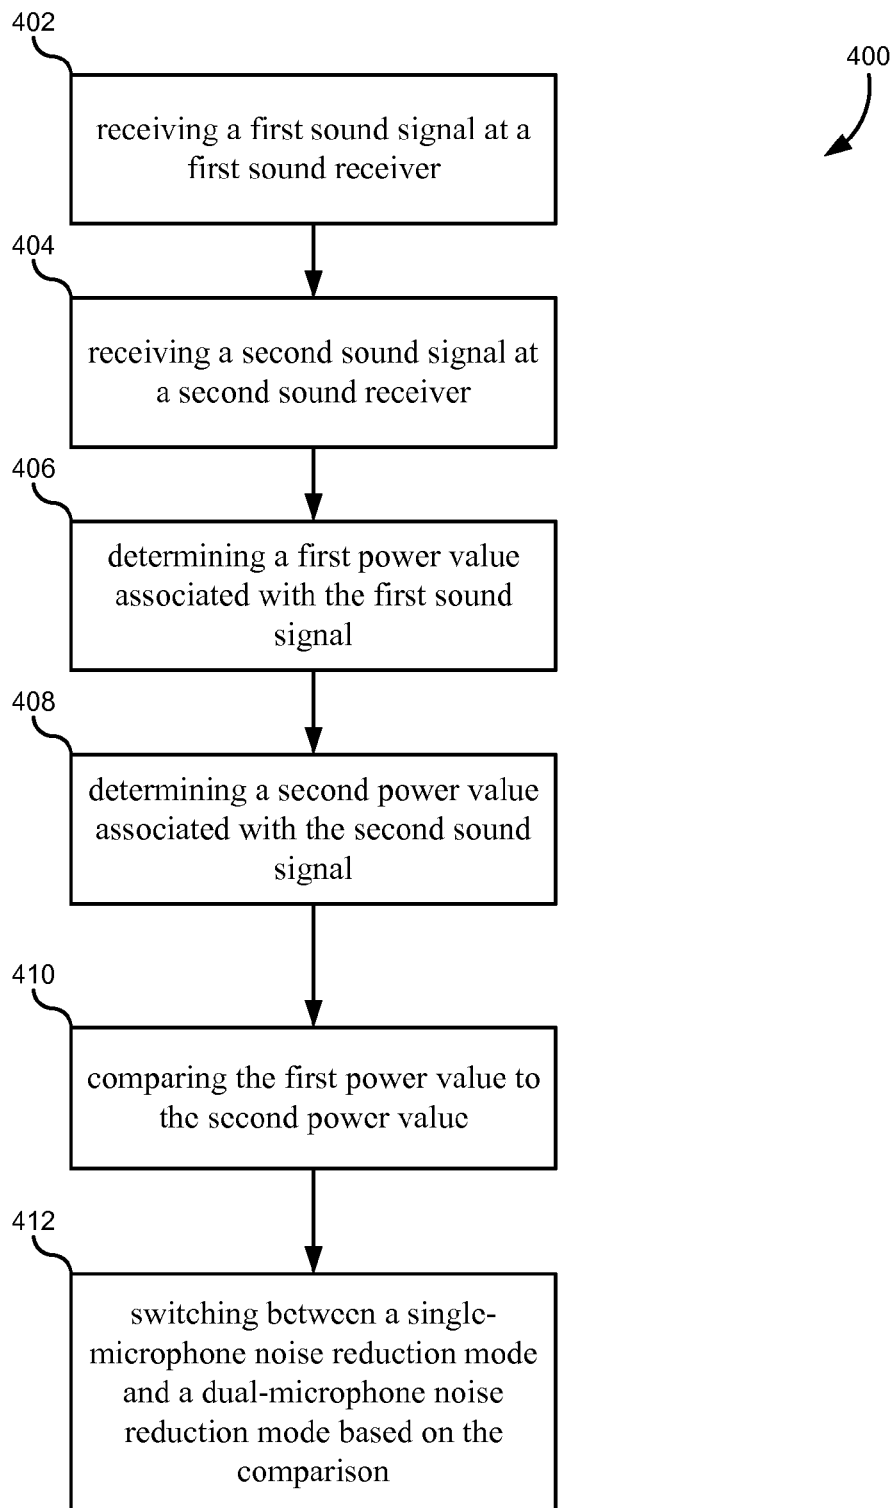 402
400
receiving a first sound signal at a
first sound receiver
404
receiving a second sound signal at
a second sound receiver
406
determining a first power value
associated with the first sound
signal
408
determining a second power value
associated with the second sound
signal
410
comparing the first power value to
the second power value
412
switching between a single-
microphone noise reduction mode
and a dual-microphone noise
reduction mode based on the
comparison